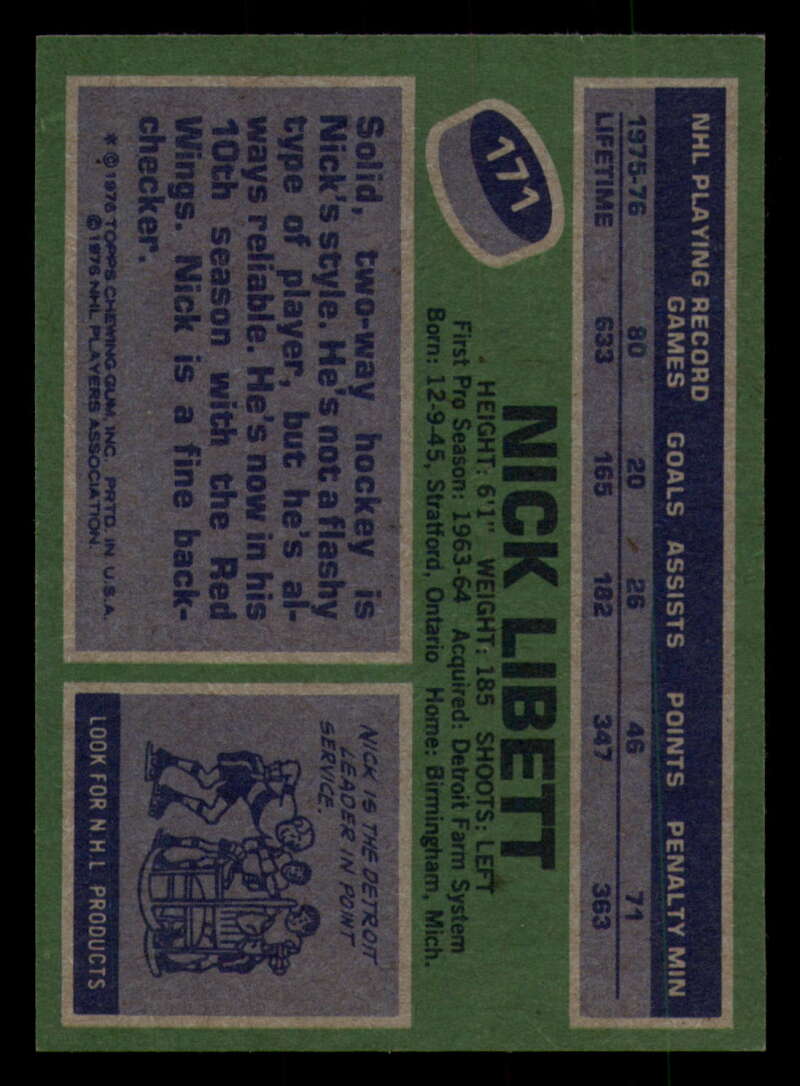 NHL PLAYING RECORD
GAMES GOALS ASSISTS POINTS PENALTY MIN
1975-76 80 20 26 46 71
LIFETIME 633 165 182 347 363
171
NICK LIBETT
HEIGHT: 6'1" WEIGHT: 185 SHOOTS: LEFT
First Pro Season: 1963-64 Acquired: Detroit Farm System
Born: 12-9-45, Stratford, Ontario Home: Birmingham, Mich.
Solid, two-way hockey is
Nick's style. He's not a flashy
type of player, but he's al-
ways reliable. He's now in his
10th season with the Red
Wings. Nick is a fine back-
checker.
* © 1976 TOPPS CHEWING GUM, INC. PRTD. IN U.S.A.
© 1976 NHL PLAYERS ASSOCIATION.
NICK IS THE DETROIT
LEADER IN POINT
SERVICE.
LOOK FOR N.H.L PRODUCTS